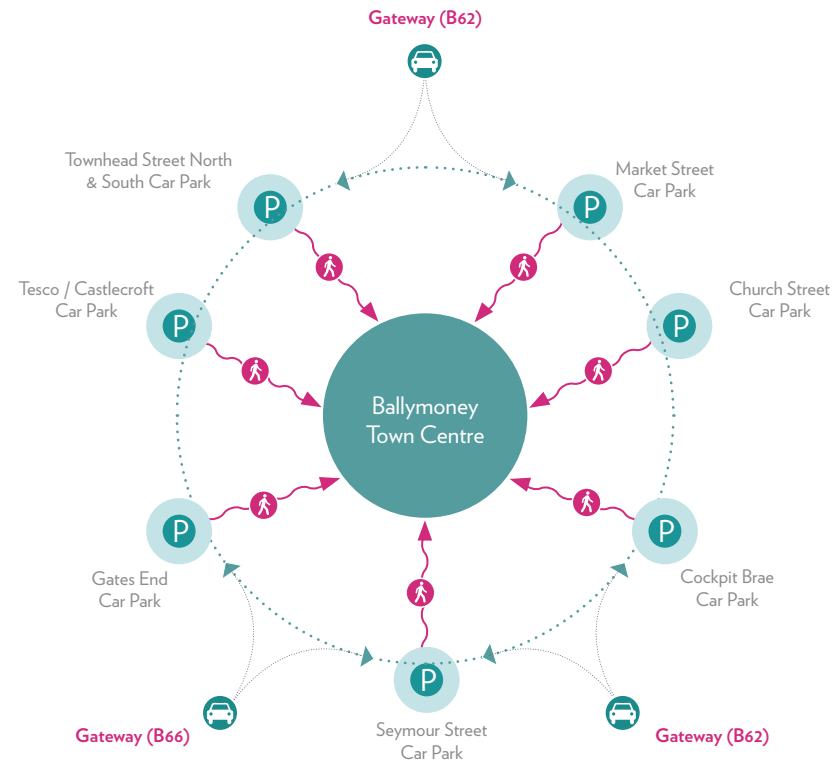 Gateway (B62)
Townhead Street North
& South Car Park
P
Market Street
Car Park
P
Tesco / Castlecroft
Car Park
P
Church Street
Car Park
P
Ballymoney
Town Centre
P
Gates End
Car Park
P
Cockpit Brae
Car Park
P
Seymour Street
Car Park
Gateway (B66)
Gateway (B62)